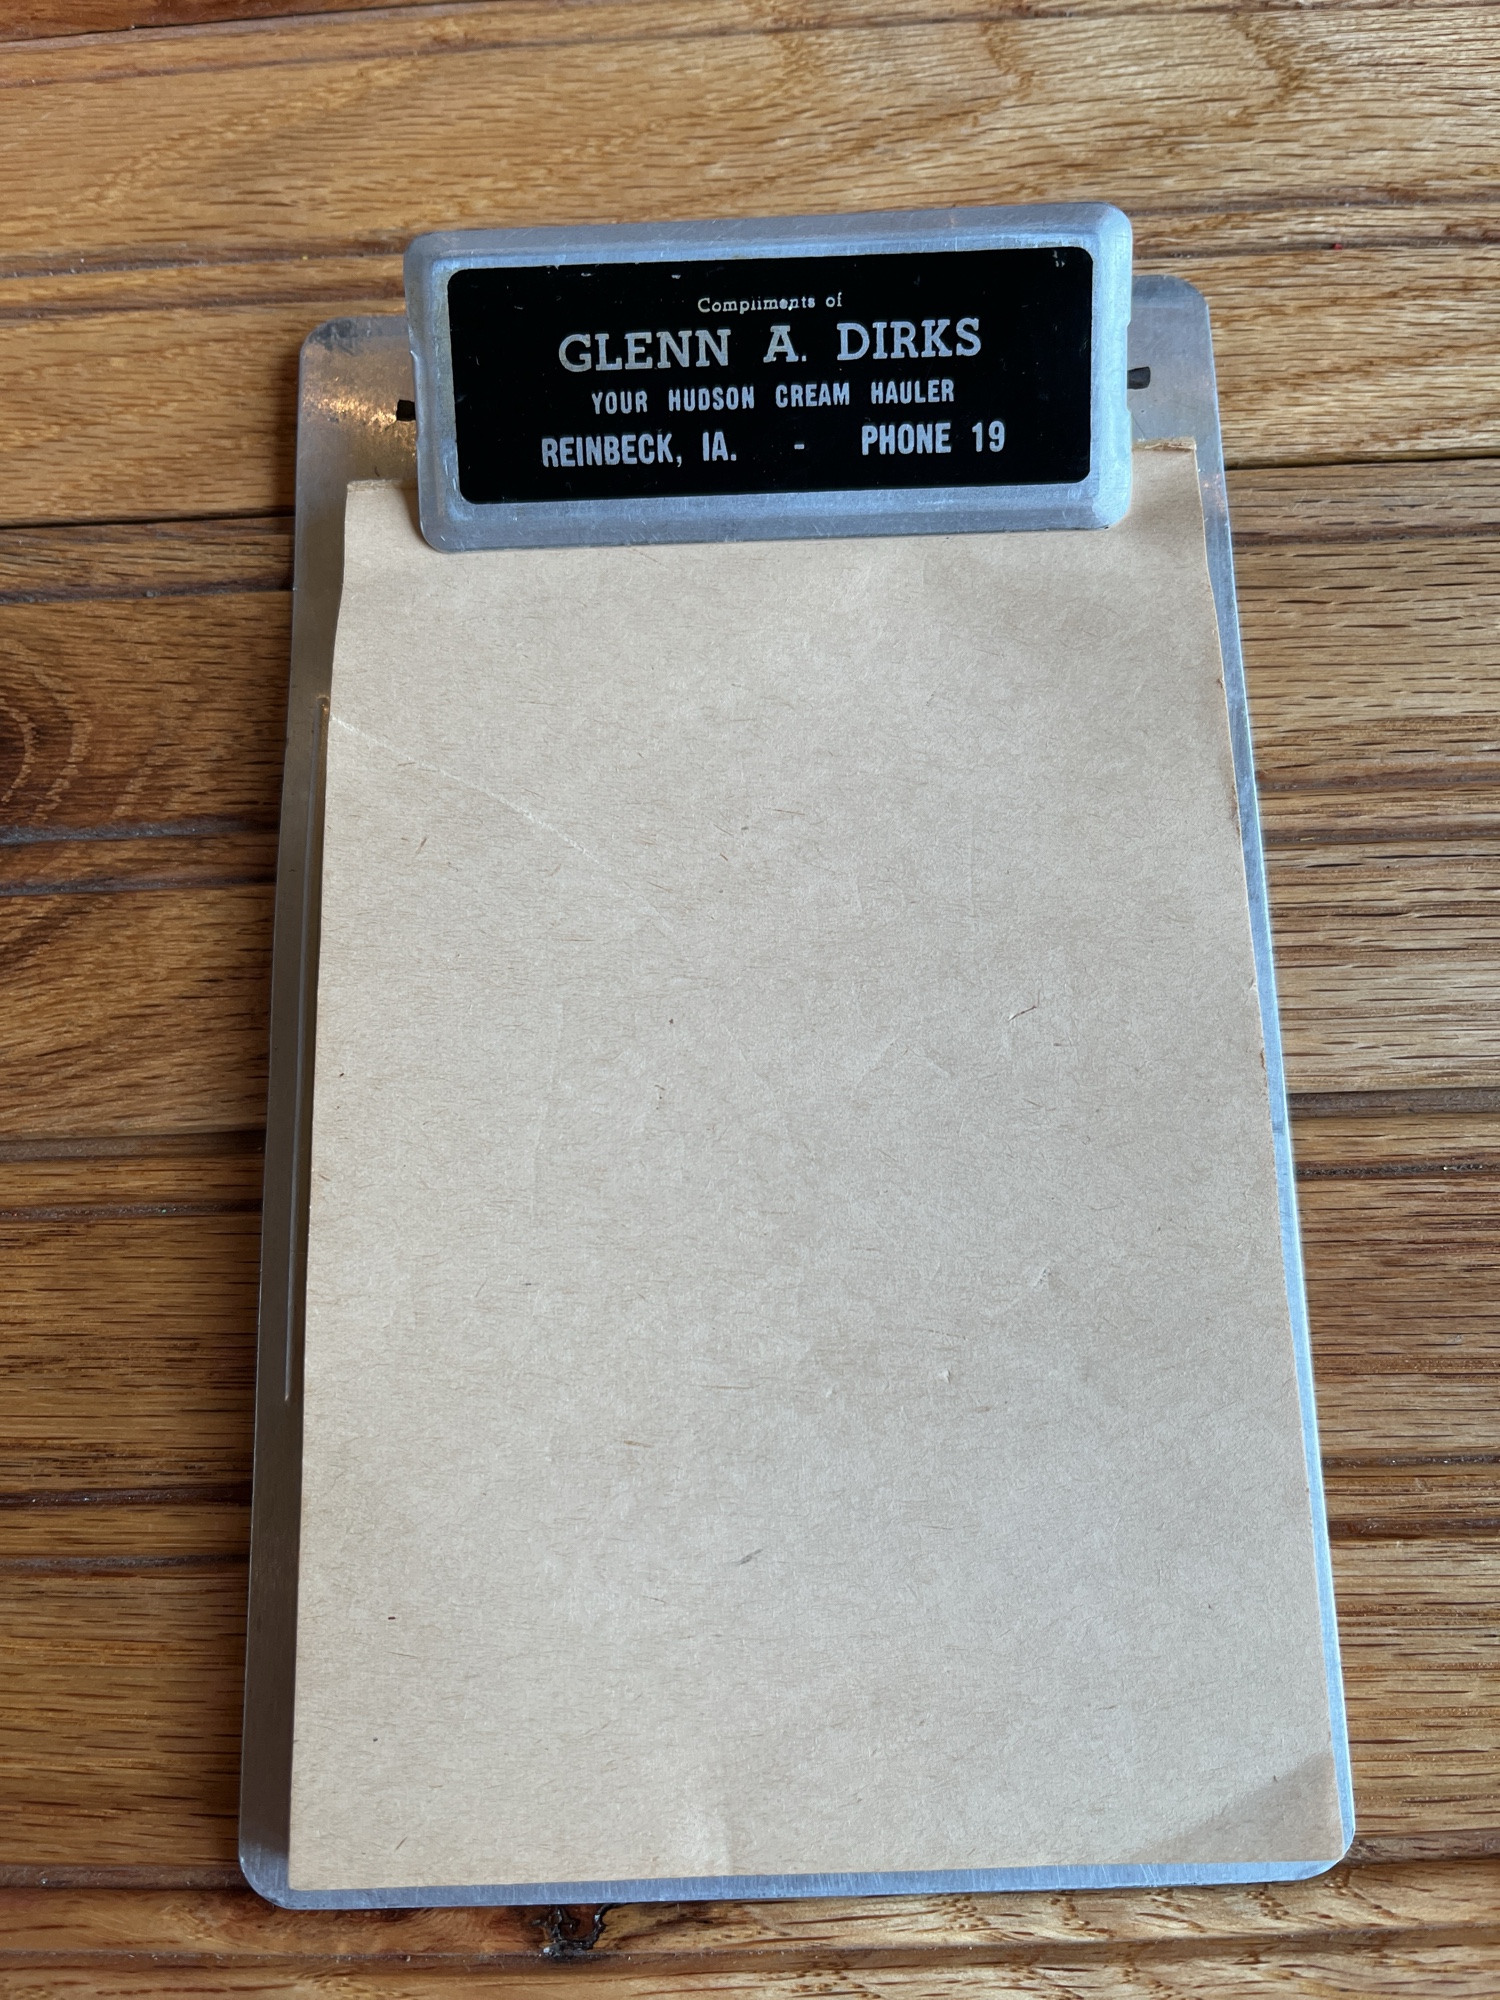 Compliments of
GLENN A. DIRKS
YOUR HUDSON CREAM HAULER
REINBECK, IA. - PHONE 19